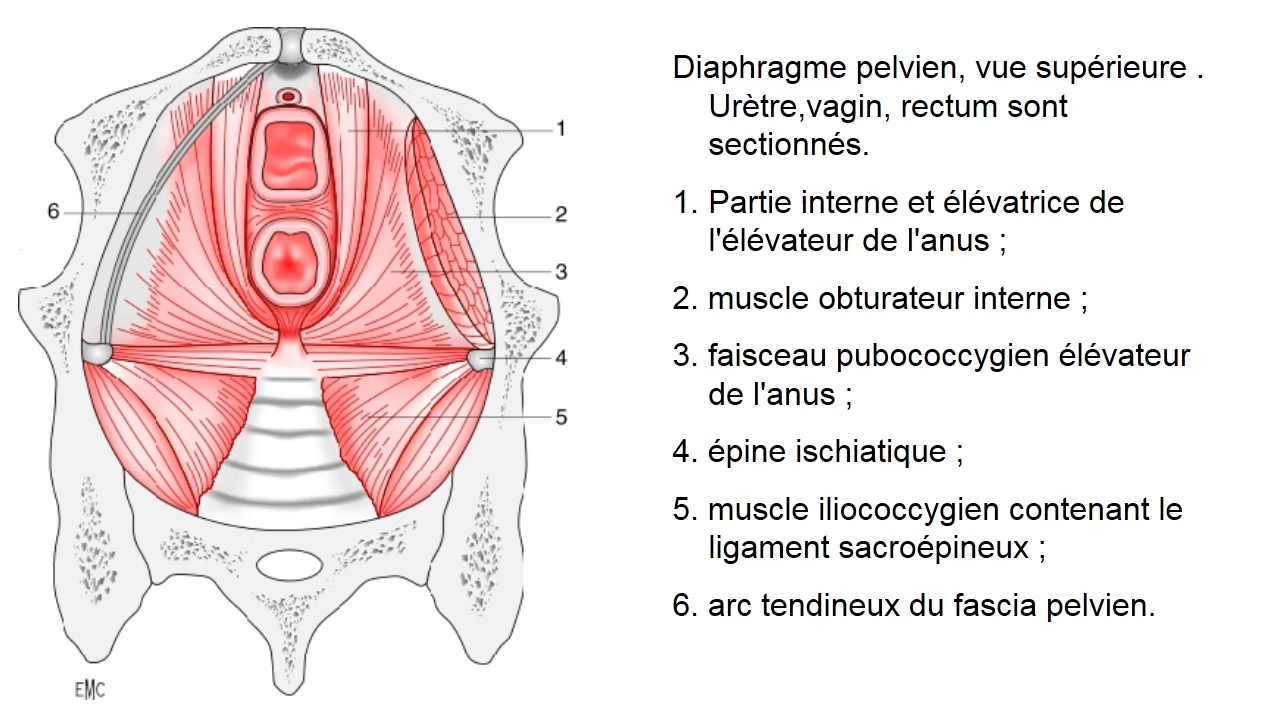 Diaphragme pelvien, vue supérieure .
Urètre,vagin, rectum sont
sectionnés.
1. Partie interne et élévatrice de
l'élévateur de l'anus ;
2. muscle obturateur interne ;
3. faisceau pubococcygien élévateur
de l'anus ;
4. épine ischiatique ;
5. muscle iliococcygien contenant le
ligament sacroépineux ;
6. arc tendineux du fascia pelvien.
1
6
2
3
4
5
EMC